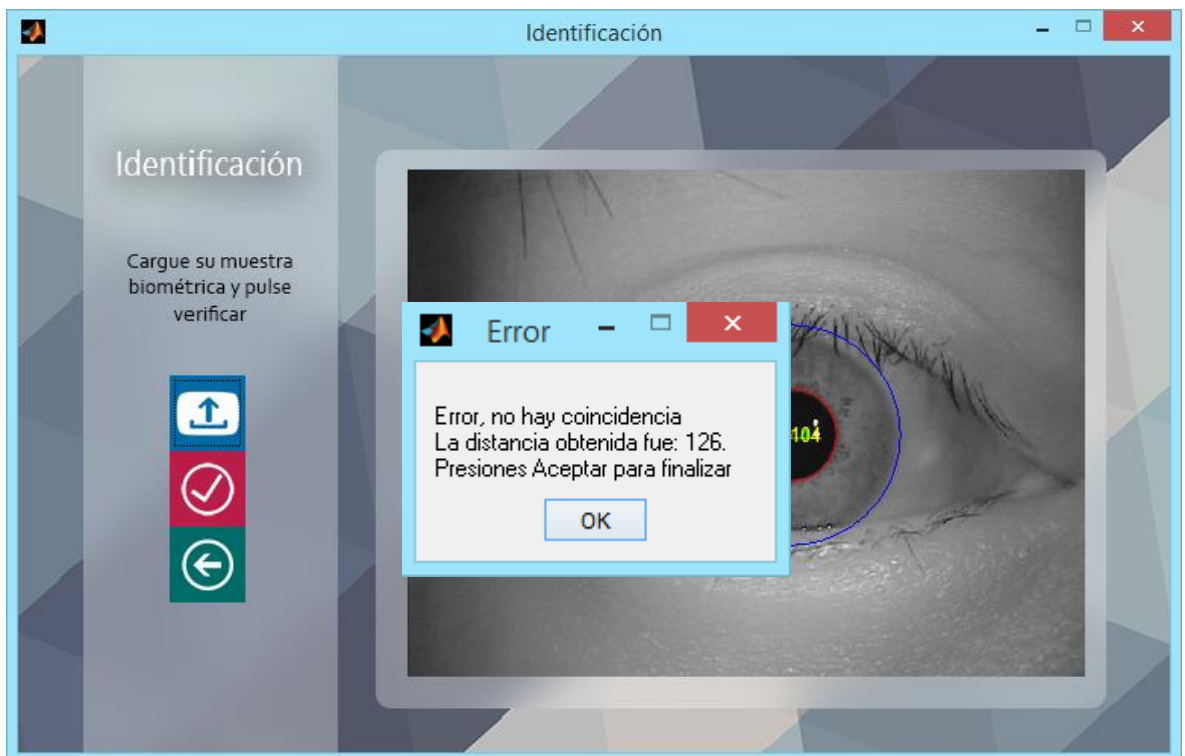 Identificación
Identificación
Cargue su muestra
biométrica y pulse
verificar
Error
Error, no hay coincidencia
La distancia obtenida fue: 126.
Presiones Aceptar para finalizar
OK
104